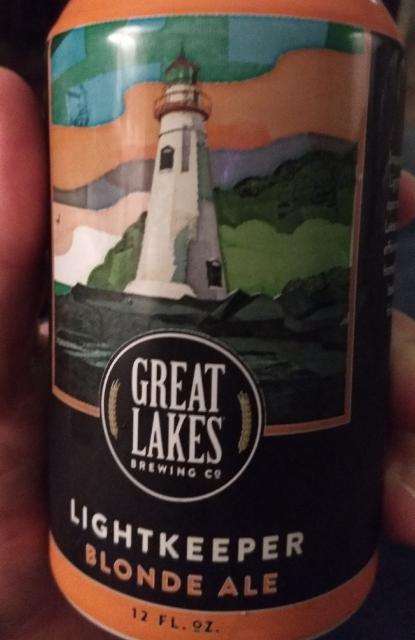 GREAT
LAKES
BREWING Cº
LIGHTKEEPER
BLONDE ALE
12 FL. OZ.